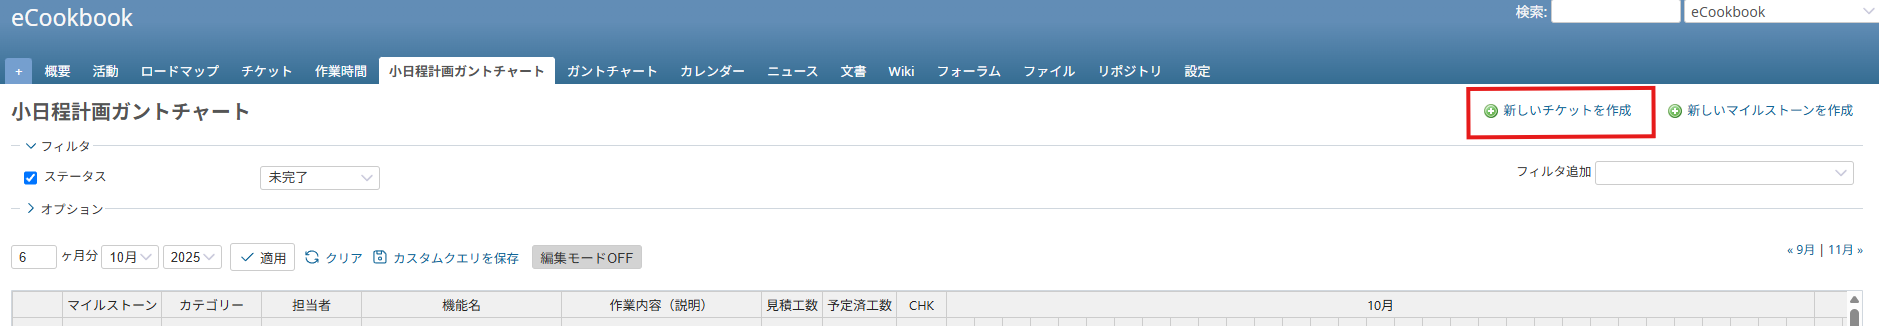 eCookbook
検索:
eCookbook
+ 概要 活動 ロードマップ チケット 作業時間 小日程計画ガントチャート ガントチャート カレンダー ニュース 文書 Wiki フォーラム ファイル リポジトリ 設定
小日程計画ガントチャート
新しいチケットを作成 新しいマイルストーンを作成
フィルタ
ステータス 未完了 フィルタ追加
オプション
6 ヶ月分 10月 2025 適用 クリア カスタムクエリを保存 編集モードOFF « 9月 | 11月 »
マイルストーン カテゴリー 担当者 機能名 作業内容（説明） 見積工数 予定済工数 CHK 10月